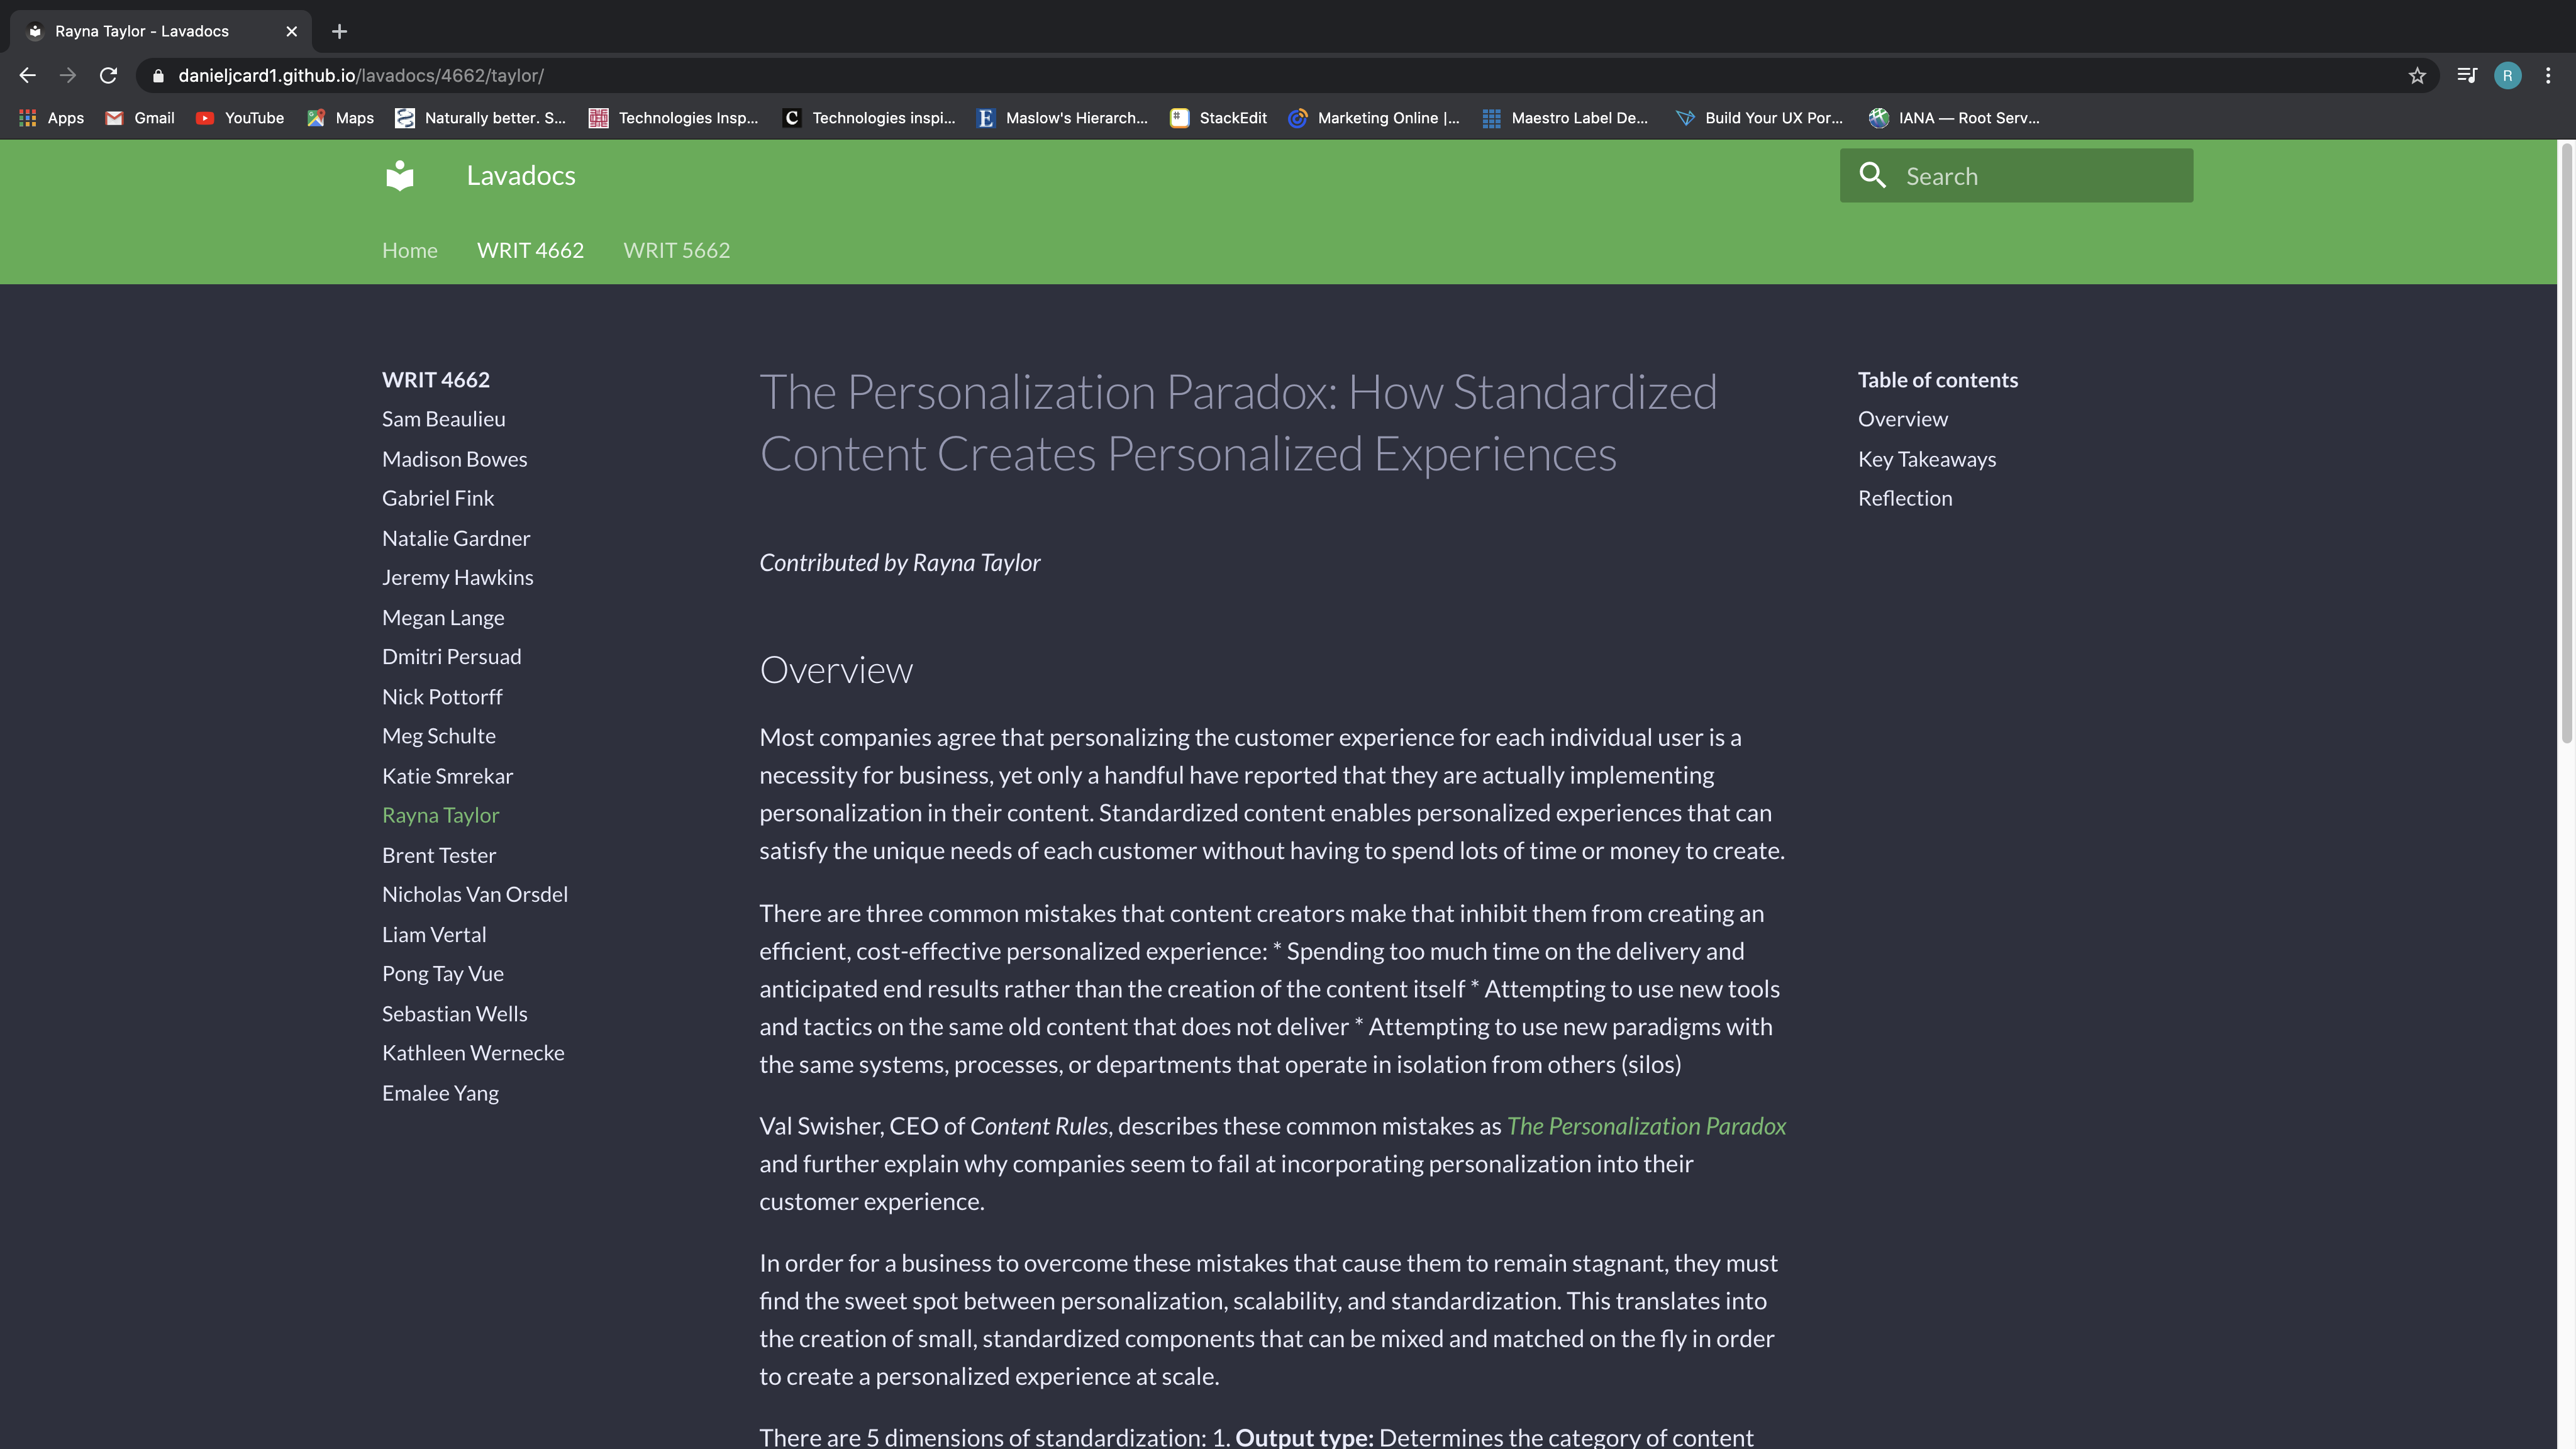 Rayna Taylor - Lavadocs
danieljcard1.github.io/lavadocs/4662/taylor/
R
Apps Gmail YouTube Maps Naturally better. S... Technologies Insp... Technologies inspi... Maslow's Hierarch... StackEdit Marketing Online |... Maestro Label De... Build Your UX Por... IANA — Root Serv...
Lavadocs
Search
Home WRIT 4662 WRIT 5662
WRIT 4662
Sam Beaulieu
Madison Bowes
Gabriel Fink
Natalie Gardner
Jeremy Hawkins
Megan Lange
Dmitri Persuad
Nick Pottorff
Meg Schulte
Katie Smrekar
Rayna Taylor
Brent Tester
Nicholas Van Orsdel
Liam Vertal
Pong Tay Vue
Sebastian Wells
Kathleen Wernecke
Emalee Yang
The Personalization Paradox: How Standardized
Content Creates Personalized Experiences
Contributed by Rayna Taylor
Overview
Most companies agree that personalizing the customer experience for each individual user is a
necessity for business, yet only a handful have reported that they are actually implementing
personalization in their content. Standardized content enables personalized experiences that can
satisfy the unique needs of each customer without having to spend lots of time or money to create.
There are three common mistakes that content creators make that inhibit them from creating an
efficient, cost-effective personalized experience: * Spending too much time on the delivery and
anticipated end results rather than the creation of the content itself * Attempting to use new tools
and tactics on the same old content that does not deliver * Attempting to use new paradigms with
the same systems, processes, or departments that operate in isolation from others (silos)
Val Swisher, CEO of Content Rules, describes these common mistakes as The Personalization Paradox
and further explain why companies seem to fail at incorporating personalization into their
customer experience.
In order for a business to overcome these mistakes that cause them to remain stagnant, they must
find the sweet spot between personalization, scalability, and standardization. This translates into
the creation of small, standardized components that can be mixed and matched on the fly in order
to create a personalized experience at scale.
There are 5 dimensions of standardization: 1. Output type: Determines the category of content
Table of contents
Overview
Key Takeaways
Reflection